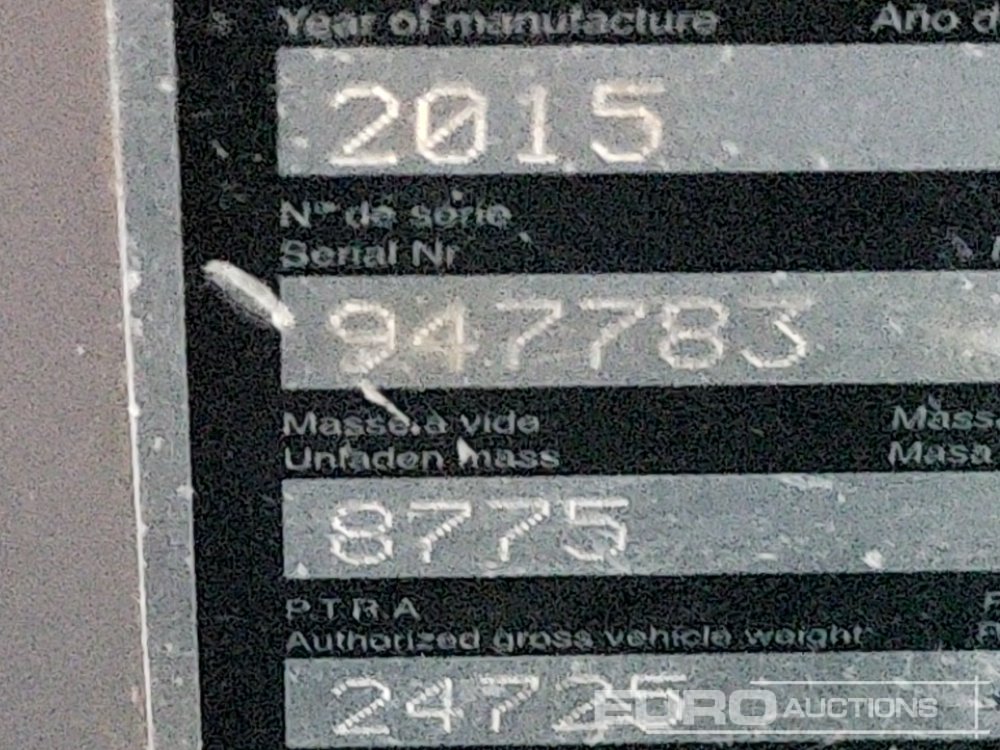 Year of manufacture Año d
2015
N° de série
Serial Nr
947783
Masse à vide Mass
Unladen mass Masa
8775
P.T.R.A
Authorized gross vehicle weight
24725
EURO AUCTIONS